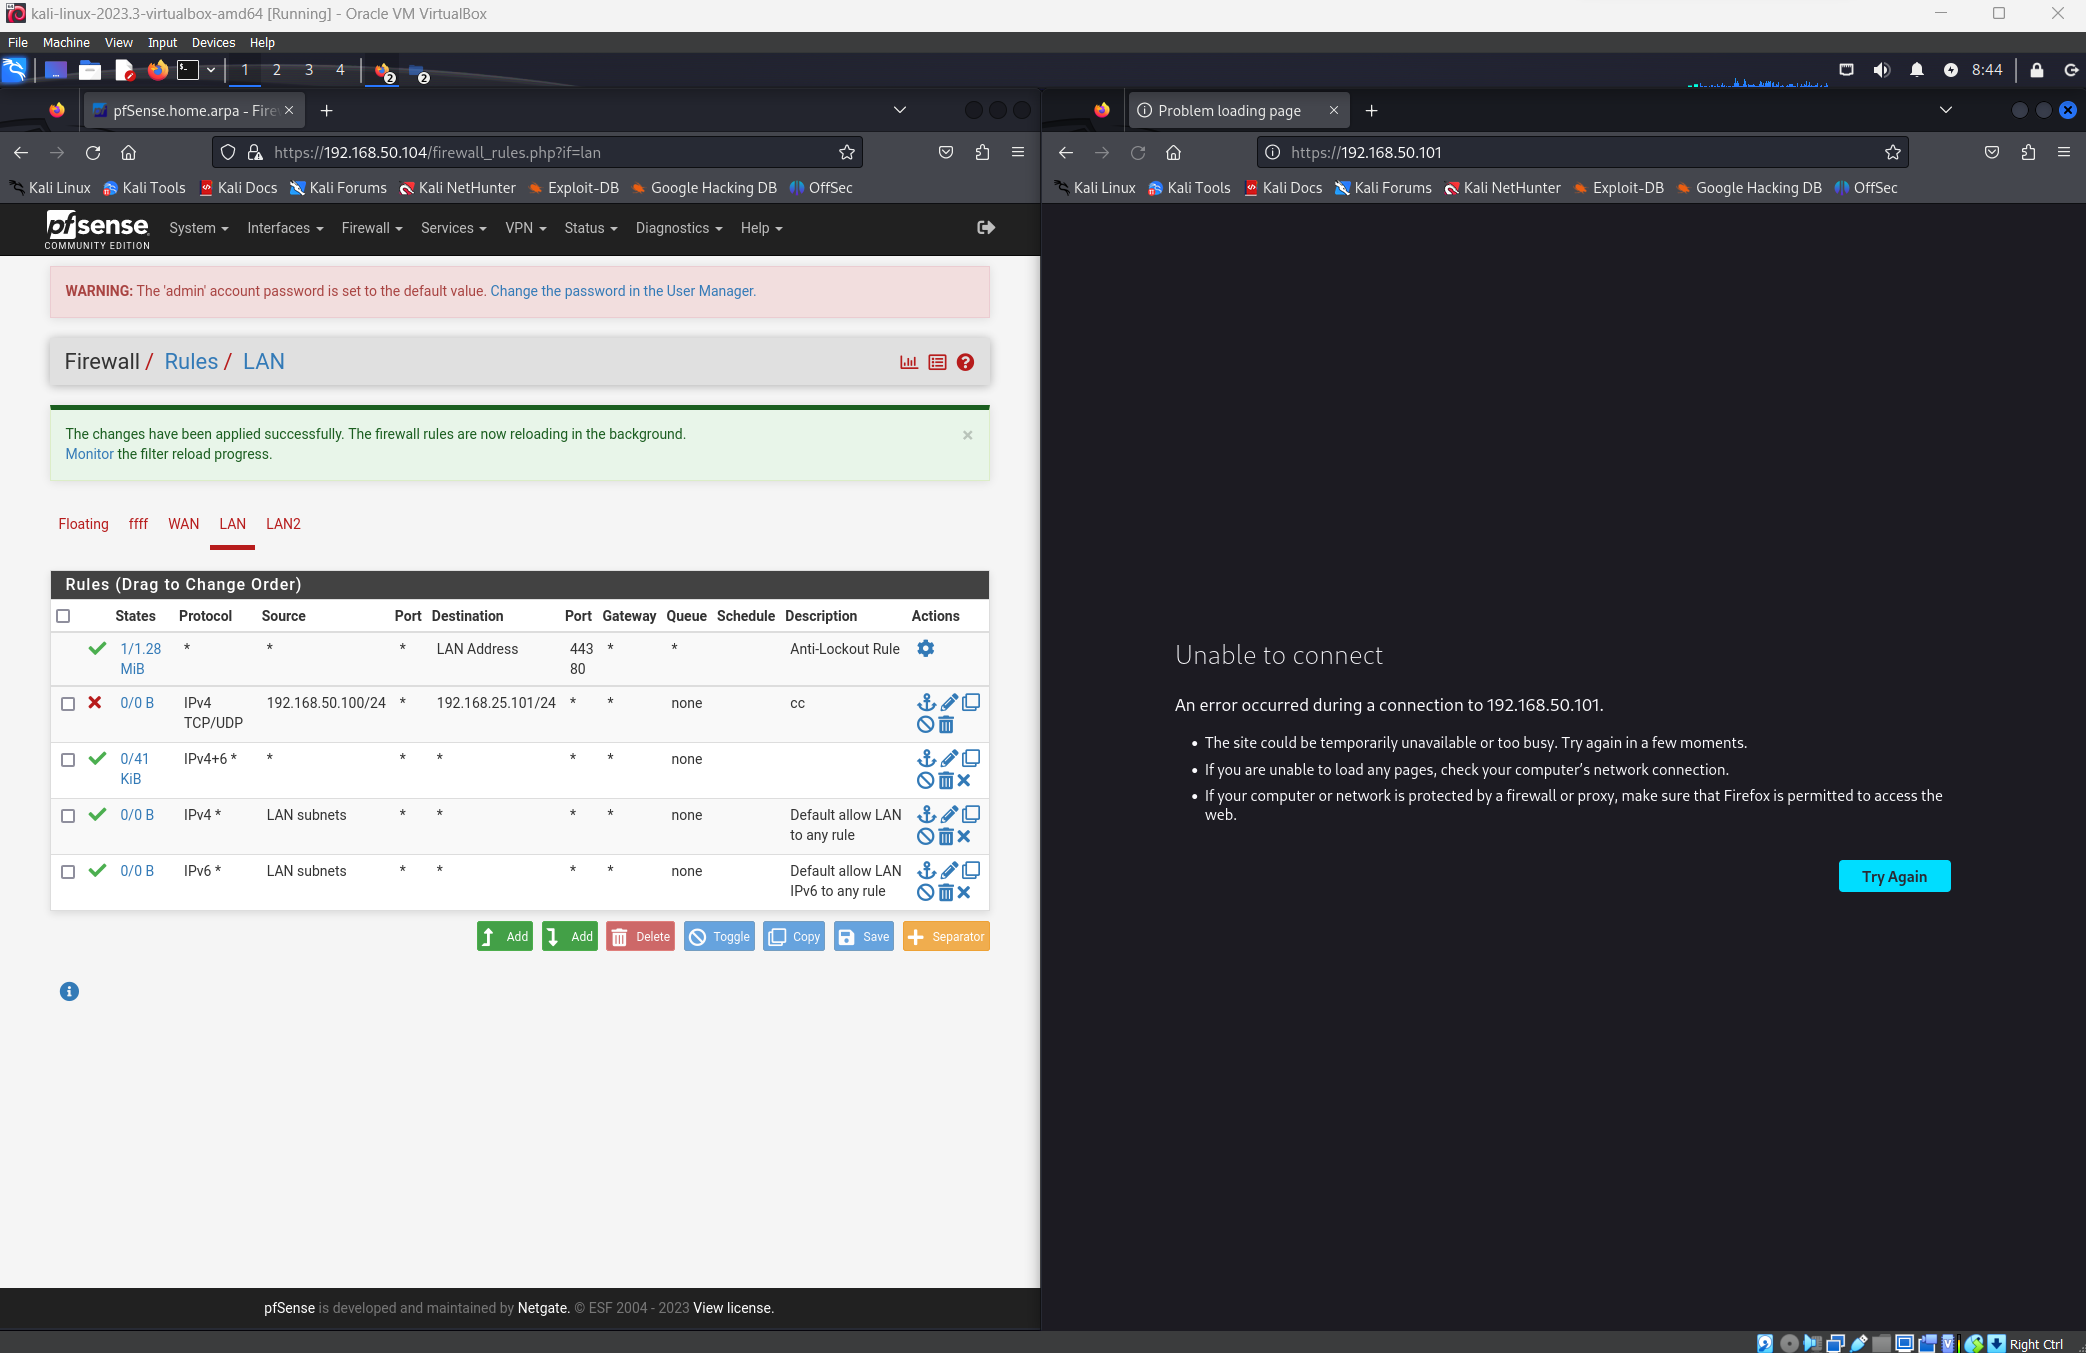 kali-linux-2023.3-virtualbox-amd64 [Running] - Oracle VM VirtualBox
File Machine View Input Devices Help
1 2 3 4 2 2 8:44
pfSense.home.arpa - Fire
https://192.168.50.104/firewall_rules.php?if=lan
Kali Linux Kali Tools Kali Docs Kali Forums Kali NetHunter Exploit-DB Google Hacking DB OffSec
pfsense
COMMUNITY EDITION
System Interfaces Firewall Services VPN Status Diagnostics Help
WARNING: The 'admin' account password is set to the default value. Change the password in the User Manager.
Firewall / Rules / LAN
The changes have been applied successfully. The firewall rules are now reloading in the background.
Monitor the filter reload progress.
Floating ffff WAN LAN LAN2
Rules (Drag to Change Order)
States Protocol Source Port Destination Port Gateway Queue Schedule Description Actions
1/1.28 * * * LAN Address 443 * * Anti-Lockout Rule
MiB 80
0/0 B IPv4 192.168.50.100/24 * 192.168.25.101/24 * * none cc
TCP/UDP
0/41 IPv4+6 * * * * * * none
KiB
0/0 B IPv4 * LAN subnets * * * * none Default allow LAN
to any rule
0/0 B IPv6 * LAN subnets * * * * none Default allow LAN
IPv6 to any rule
Add Add Delete Toggle Copy Save Separator
pfSense is developed and maintained by Netgate. © ESF 2004 - 2023 View license.
Problem loading page
https://192.168.50.101
Kali Linux Kali Tools Kali Docs Kali Forums Kali NetHunter Exploit-DB Google Hacking DB OffSec
Unable to connect
An error occurred during a connection to 192.168.50.101.
• The site could be temporarily unavailable or too busy. Try again in a few moments.
• If you are unable to load any pages, check your computer’s network connection.
• If your computer or network is protected by a firewall or proxy, make sure that Firefox is permitted to access the
web.
Try Again
Right Ctrl